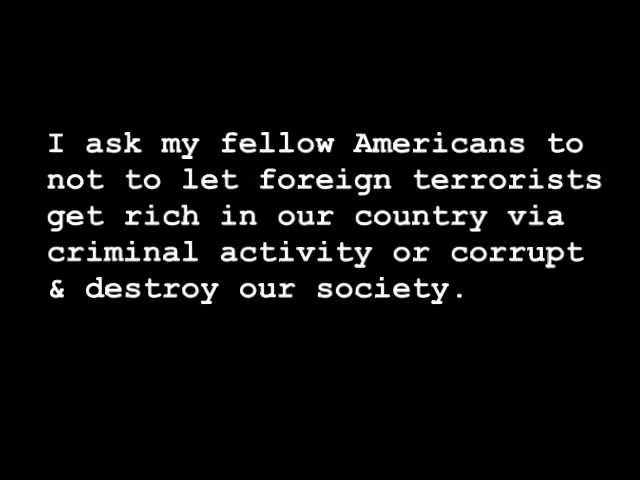 I ask my fellow Americans to
not to let foreign terrorists
get rich in our country via
criminal activity or corrupt
& destroy our society.